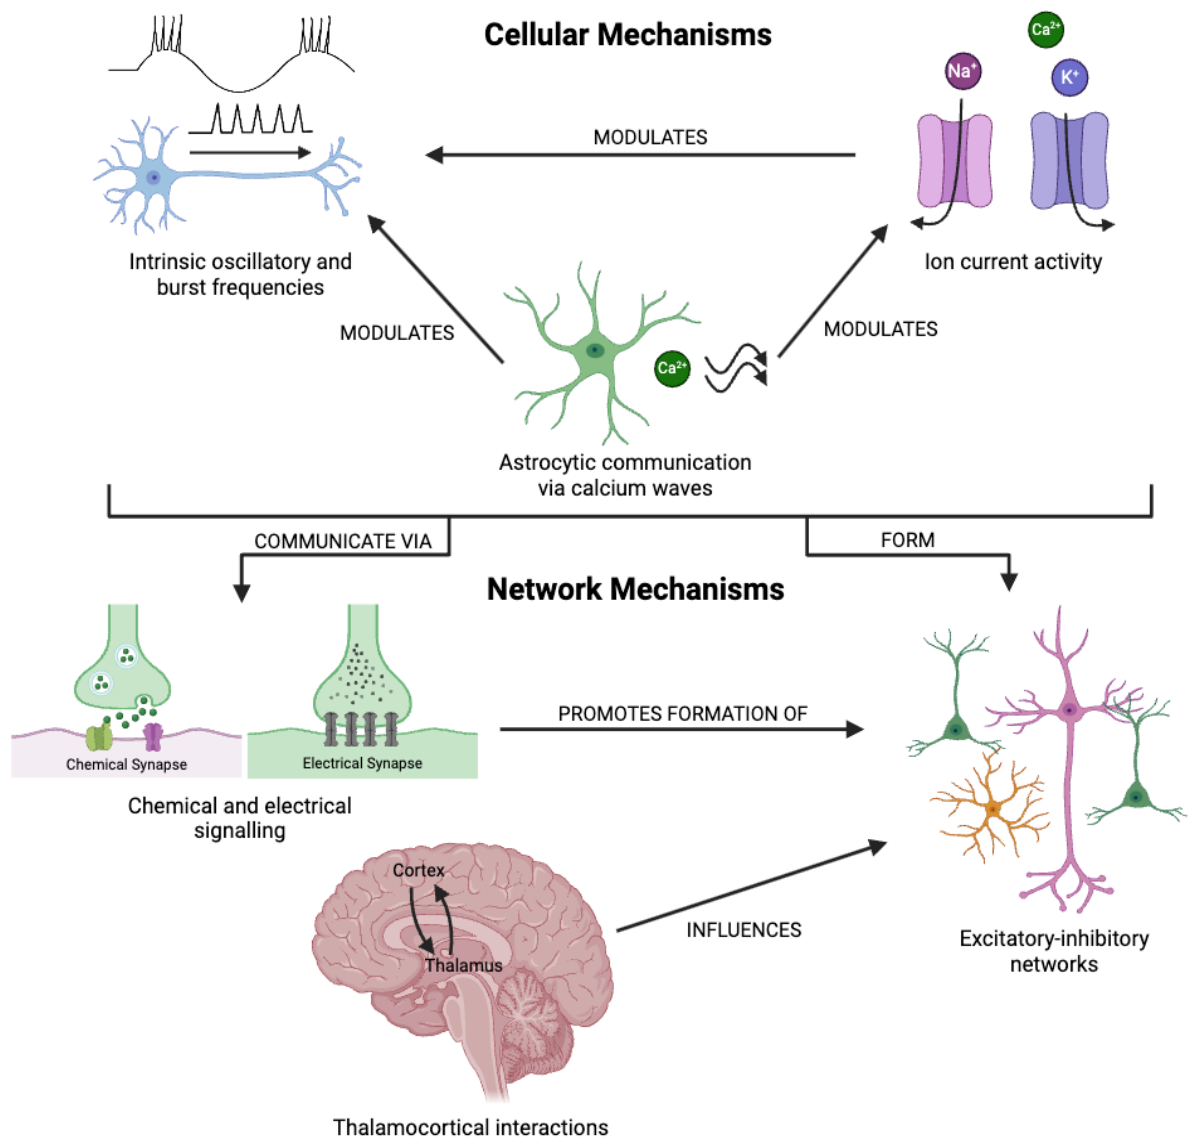 Cellular Mechanisms
Ca²⁺
Na⁺
K⁺
MODULATES
Intrinsic oscillatory and
burst frequencies
Ion current activity
MODULATES
MODULATES
Ca²⁺
Astrocytic communication
via calcium waves
COMMUNICATE VIA
FORM
Network Mechanisms
PROMOTES FORMATION OF
Chemical Synapse
Electrical Synapse
Chemical and electrical
signalling
Cortex
Thalamus
INFLUENCES
Excitatory-inhibitory
networks
Thalamocortical interactions